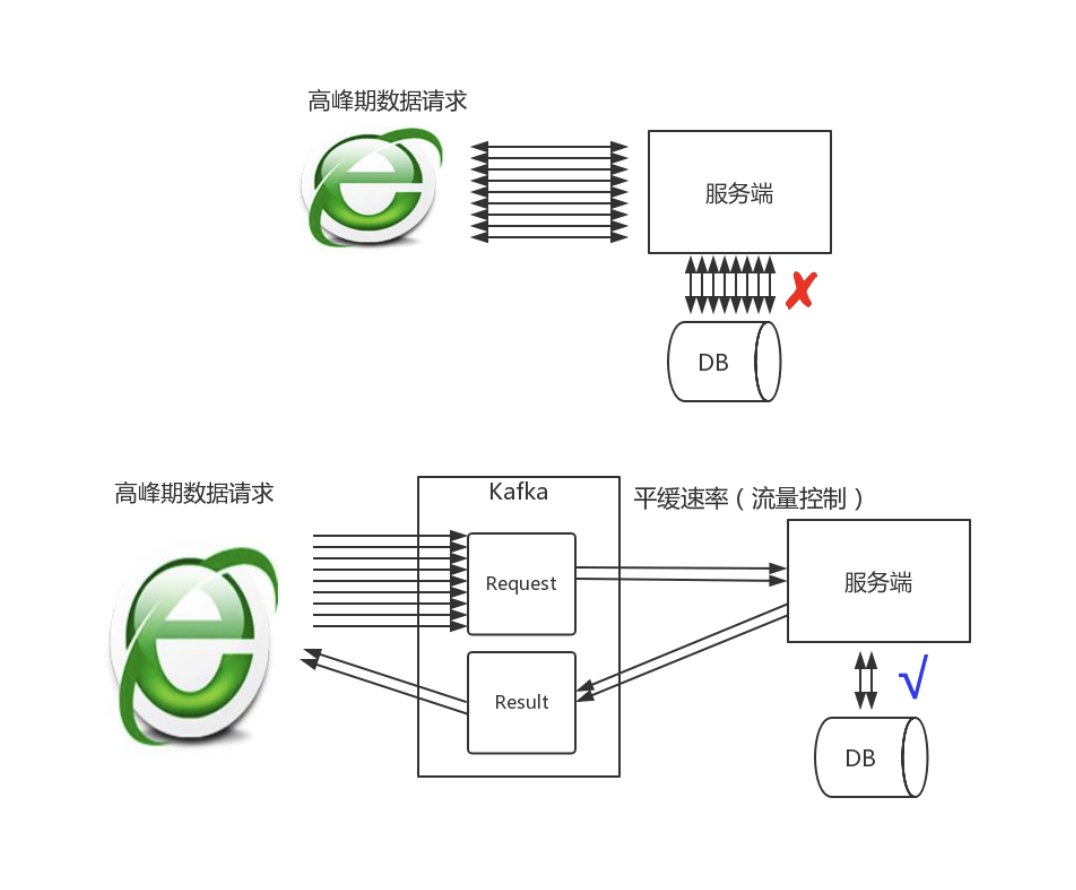 高峰期数据请求
服务端
DB
高峰期数据请求
Kafka
平缓速率（流量控制）
Request
服务端
Result
DB